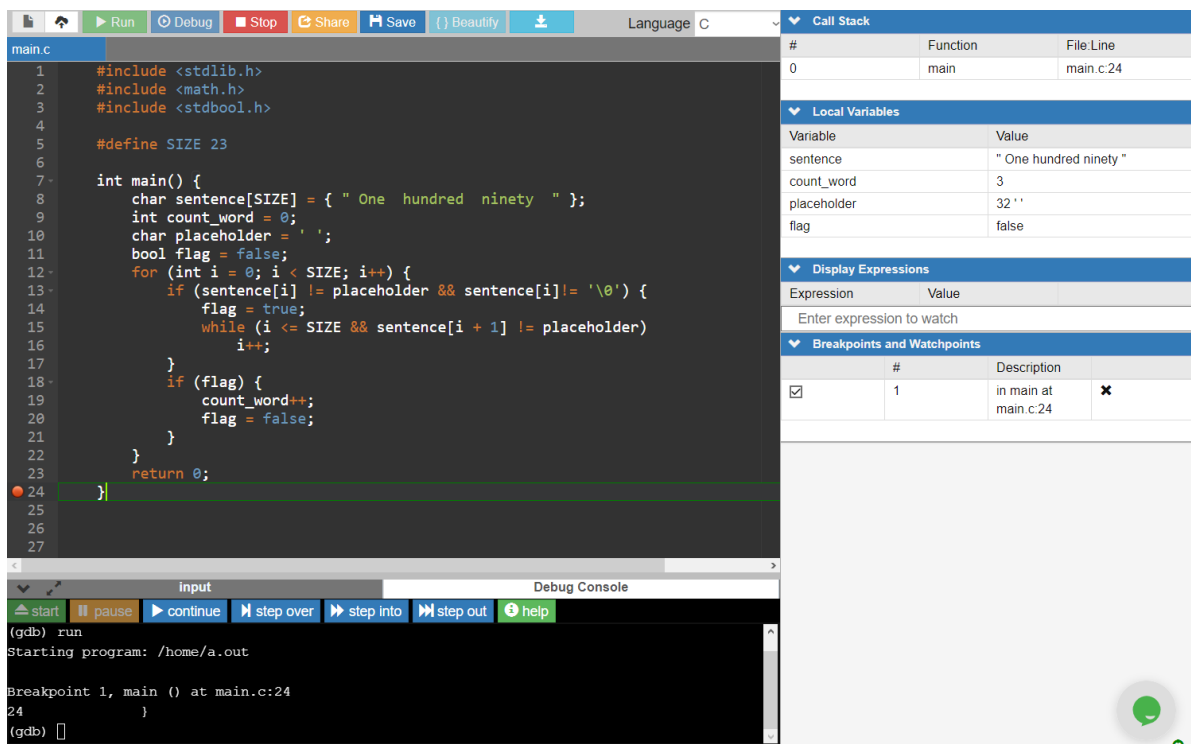 Run Debug Stop Share Save { } Beautify Language C
main.c
1 #include <stdlib.h>
2 #include <math.h>
3 #include <stdbool.h>
4
5 #define SIZE 23
6
7 int main() {
8 char sentence[SIZE] = { " One  hundred  ninety  " };
9 int count_word = 0;
10 char placeholder = ' ';
11 bool flag = false;
12 for (int i = 0; i < SIZE; i++) {
13 if (sentence[i] != placeholder && sentence[i]!= '\0') {
14 flag = true;
15 while (i <= SIZE && sentence[i + 1] != placeholder)
16 i++;
17 }
18 if (flag) {
19 count_word++;
20 flag = false;
21 }
22 }
23 return 0;
24 }
25
26
27
input Debug Console
start pause continue step over step into step out help
(gdb) run
Starting program: /home/a.out
Breakpoint 1, main () at main.c:24
24 }
(gdb)
Call Stack
# Function File:Line
0 main main.c:24
Local Variables
Variable Value
sentence " One hundred ninety "
count_word 3
placeholder 32 ' '
flag false
Display Expressions
Expression Value
Enter expression to watch
Breakpoints and Watchpoints
# Description
1 in main at
main.c:24